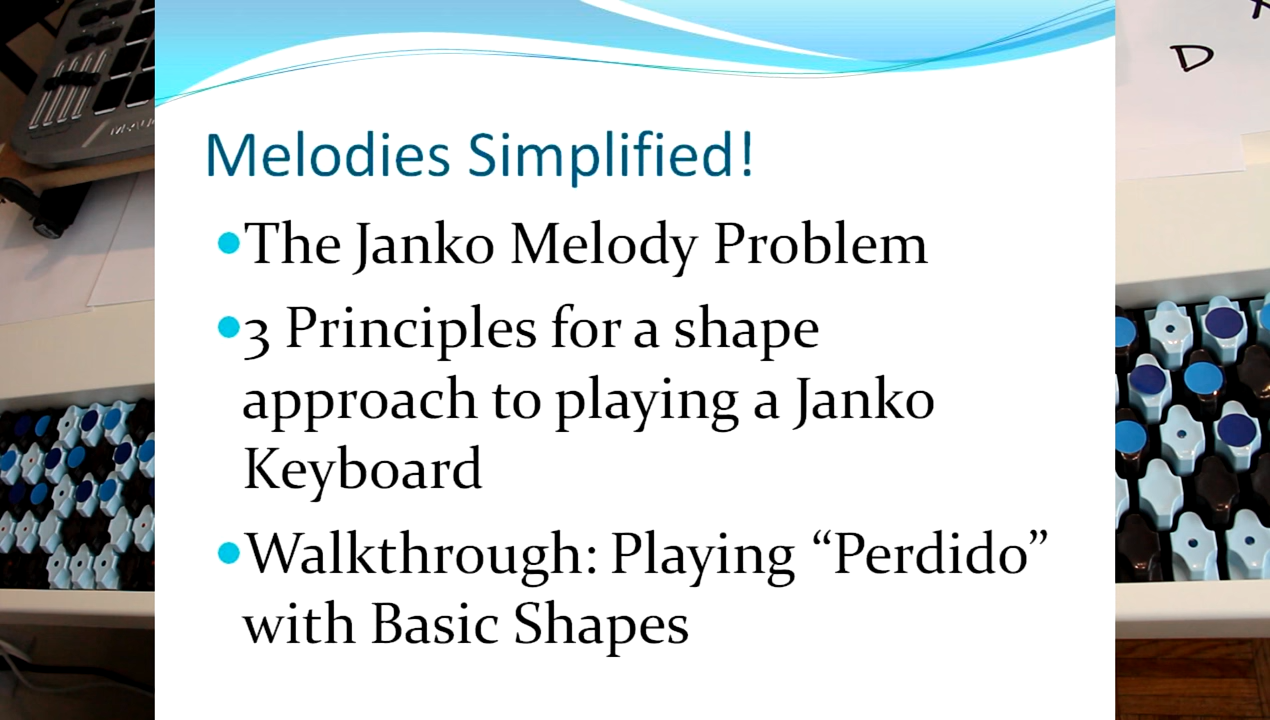 D
Melodies Simplified!
•The Janko Melody Problem
•3 Principles for a shape
approach to playing a Janko
Keyboard
•Walkthrough: Playing “Perdido”
with Basic Shapes